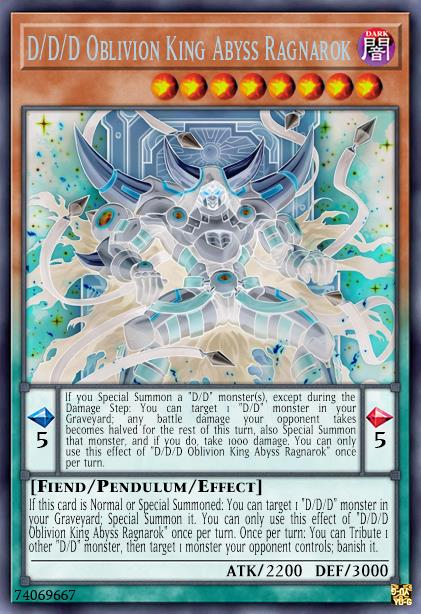 D/D/D Oblivion King Abyss Ragnarok
DARK
闇
If you Special Summon a "D/D" monster(s), except during the
Damage Step: You can target 1 "D/D" monster in your
Graveyard; any battle damage your opponent takes
becomes halved for the rest of this turn, also Special Summon
that monster, and if you do, take 1000 damage. You can only
use this effect of "D/D/D Oblivion King Abyss Ragnarok" once
per turn.
5
5
[Fiend/Pendulum/Effect]
If this card is Normal or Special Summoned: You can target 1 "D/D" monster in
your Graveyard; Special Summon it. You can only use this effect of "D/D/D
Oblivion King Abyss Ragnarok" once per turn. Once per turn: You can Tribute 1
other "D/D" monster, then target 1 monster your opponent controls; banish it.
ATK/2200 DEF/3000
74069667